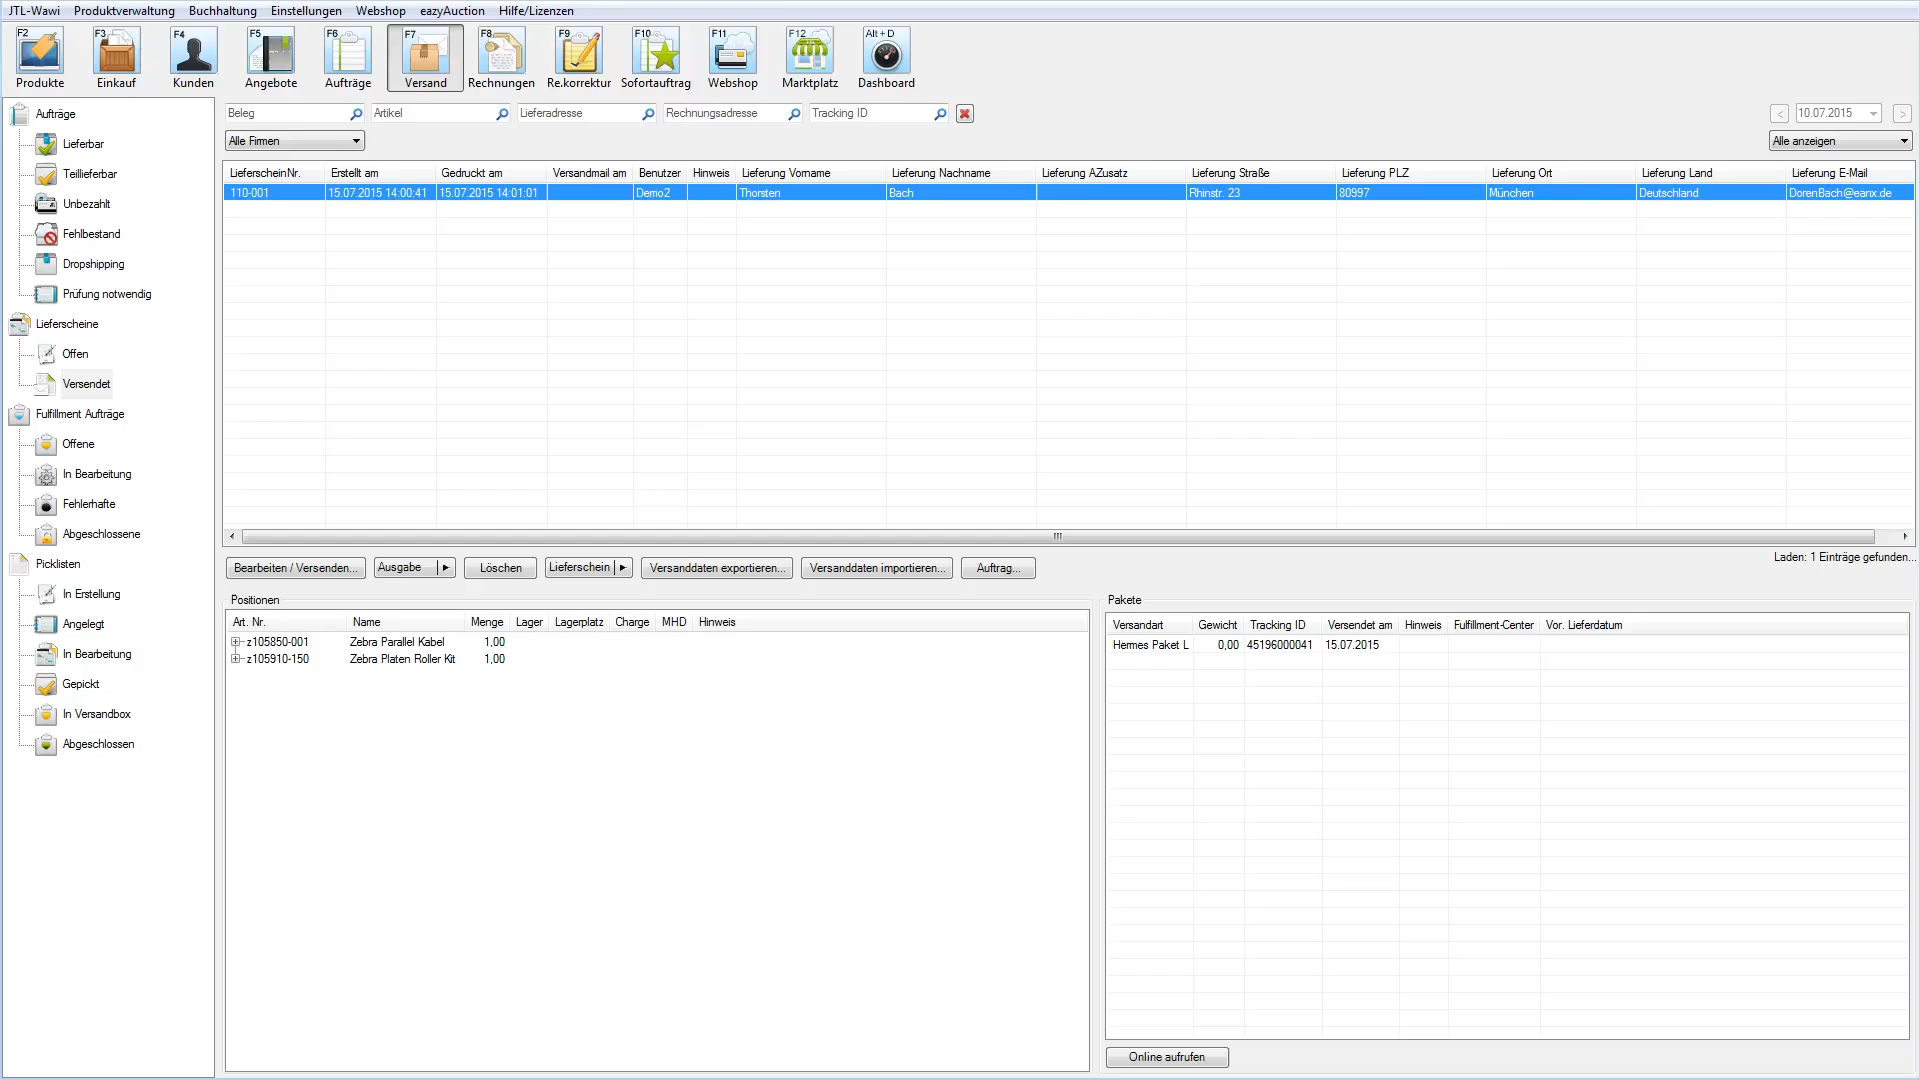 JTL-Wawi Produktverwaltung Buchhaltung Einstellungen Webshop eazyAuction Hilfe/Lizenzen
F2 F3 F4 F5 F6 F7 F8 F9 F10 F11 F12 Alt + D
Produkte Einkauf Kunden Angebote Aufträge Versand Rechnungen Re.korrektur Sofortauftrag Webshop Marktplatz Dashboard
Aufträge
Lieferbar
Teillieferbar
Unbezahlt
Fehlbestand
Dropshipping
Prüfung notwendig
Lieferscheine
Offen
Versendet
Fulfillment Aufträge
Offene
In Bearbeitung
Fehlerhafte
Abgeschlossene
Picklisten
In Erstellung
Angelegt
In Bearbeitung
Gepickt
In Versandbox
Abgeschlossen
Beleg Artikel Lieferadresse Rechnungsadresse Tracking ID < 10.07.2015 >
Alle Firmen Alle anzeigen
LieferscheinNr. Erstellt am Gedruckt am Versandmail am Benutzer Hinweis Lieferung Vorname Lieferung Nachname Lieferung AZusatz Lieferung Straße Lieferung PLZ Lieferung Ort Lieferung Land Lieferung E-Mail
110-001 15.07.2015 14:00:41 15.07.2015 14:01:01 Demo2 Thorsten Bach Rhinstr. 23 80997 München Deutschland DorenBach@eanx.de
Laden: 1 Einträge gefunden...
Bearbeiten / Versenden... Ausgabe Löschen Lieferschein Versanddaten exportieren... Versanddaten importieren... Auftrag...
Positionen
Art. Nr. Name Menge Lager Lagerplatz Charge MHD Hinweis
z105850-001 Zebra Parallel Kabel 1,00
z105910-150 Zebra Platen Roller Kit 1,00
Pakete
Versandart Gewicht Tracking ID Versendet am Hinweis Fulfillment-Center Vor. Lieferdatum
Hermes Paket L 0,00 45196000041 15.07.2015
Online aufrufen